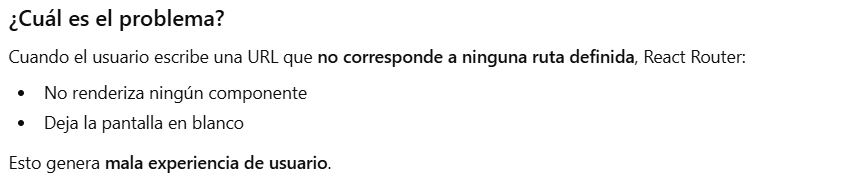 ¿Cuál es el problema?
Cuando el usuario escribe una URL que no corresponde a ninguna ruta definida, React Router:
• No renderiza ningún componente
• Deja la pantalla en blanco
Esto genera mala experiencia de usuario.